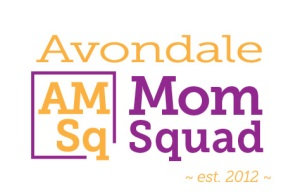 Avondale
AM
Sq
Mom
Squad
~ est. 2012 ~